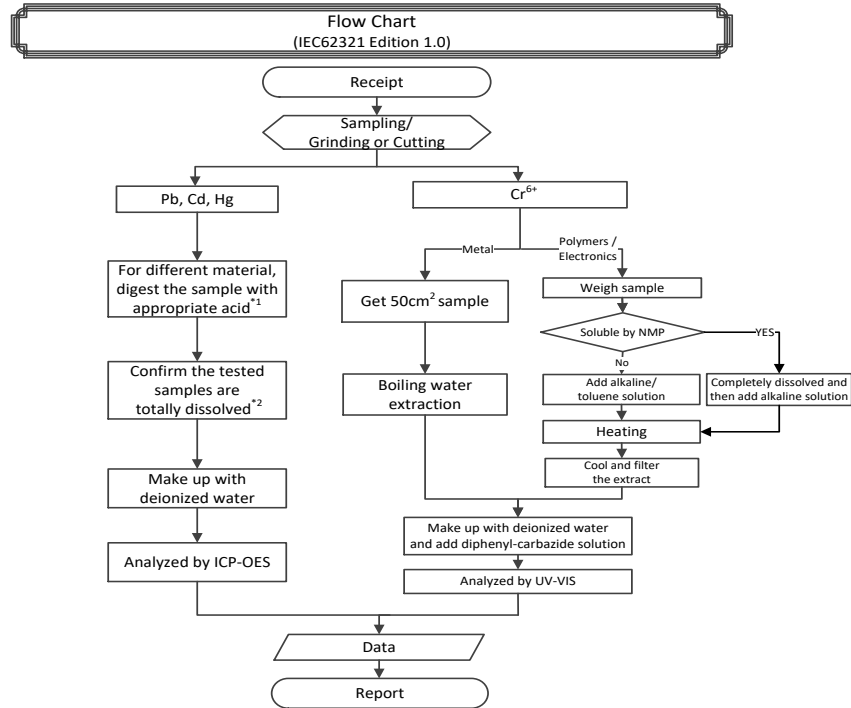 Flow Chart
(IEC62321 Edition 1.0)
Receipt
Sampling/
Grinding or Cutting
Pb, Cd, Hg
Cr6+
Metal
Polymers /
Electronics
For different material,
digest the sample with
appropriate acid*1
Get 50cm2 sample
Weigh sample
Soluble by NMP
YES
No
Confirm the tested
samples are
totally dissolved*2
Boiling water
extraction
Add alkaline/
toluene solution
Completely dissolved and
then add alkaline solution
Heating
Cool and filter
the extract
Make up with
deionized water
Make up with deionized water
and add diphenyl-carbazide solution
Analyzed by ICP-OES
Analyzed by UV-VIS
Data
Report